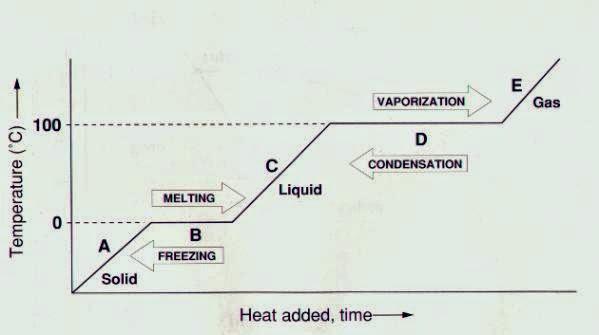 Temperature (°C)
100
0
A
Solid
MELTING
B
FREEZING
C
Liquid
VAPORIZATION
D
CONDENSATION
E
Gas
Heat added, time